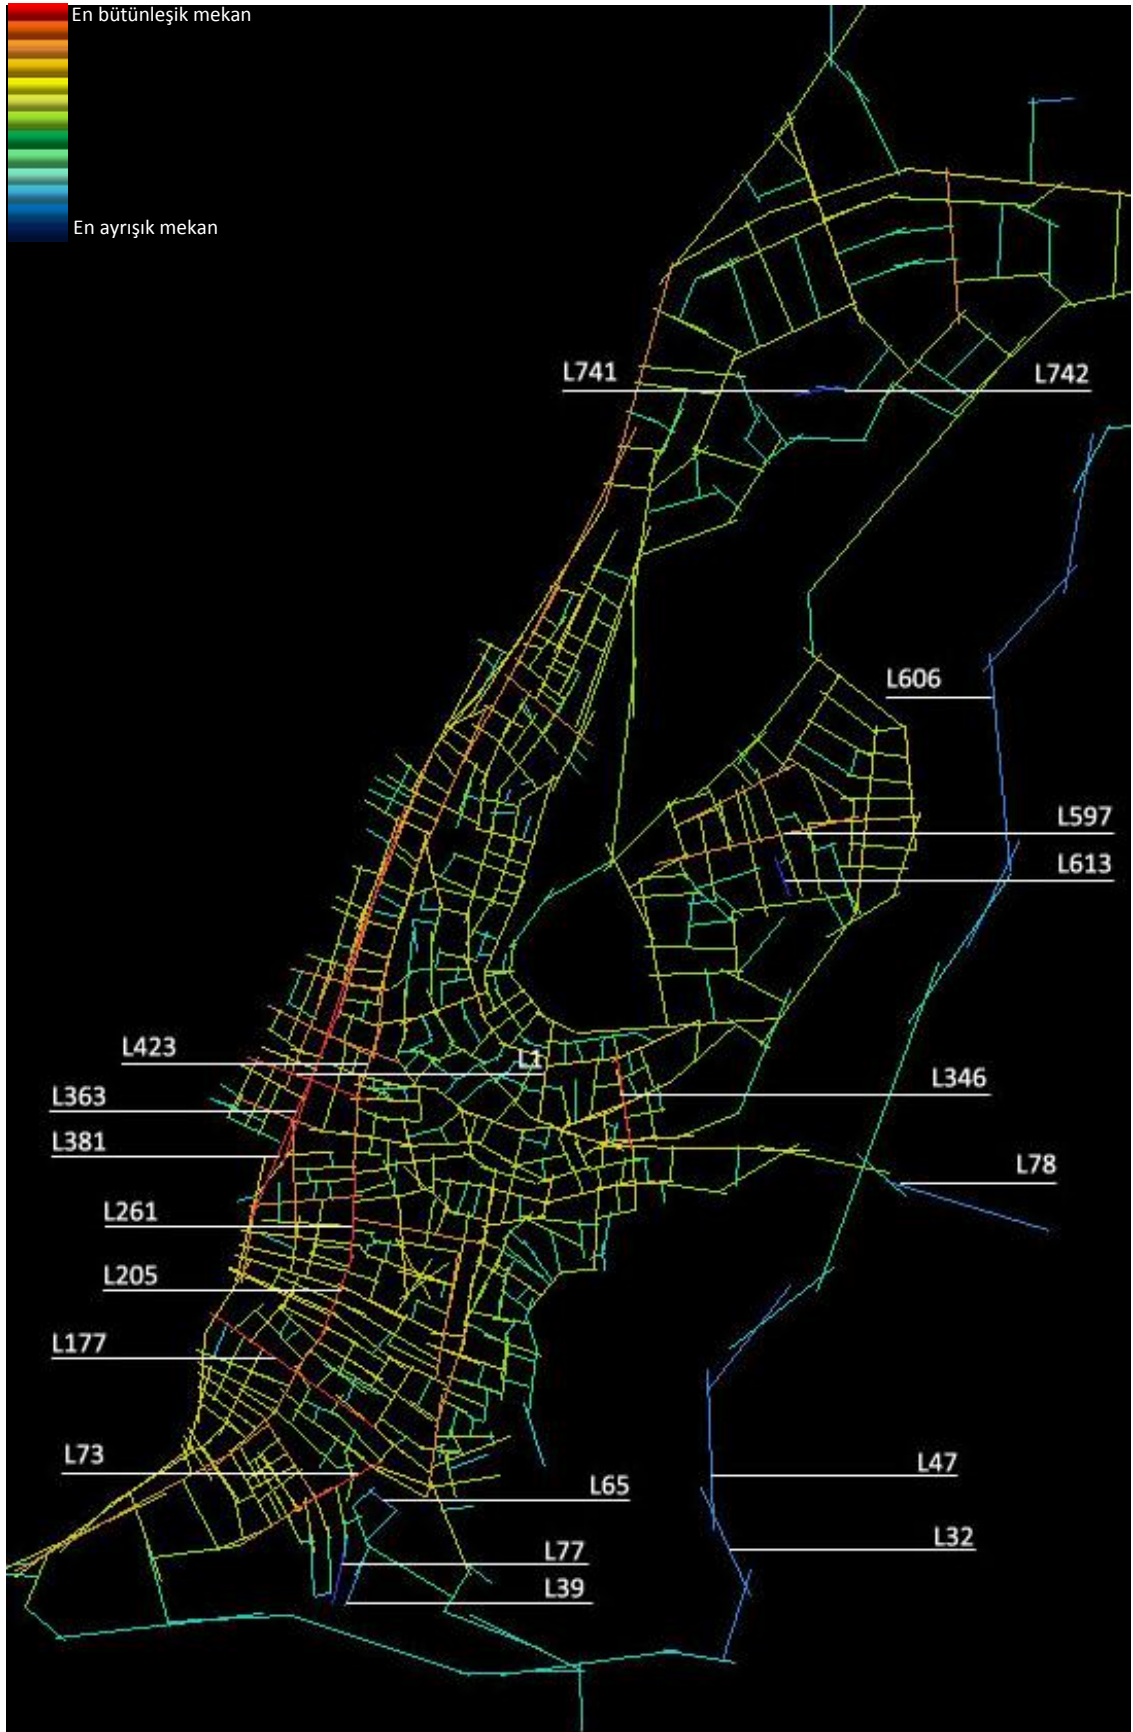 En bütünleşik mekan
En ayrışık mekan
L741
L742
L606
L597
L613
L423
L1
L363
L346
L381
L78
L261
L205
L177
L73
L65
L47
L32
L77
L39